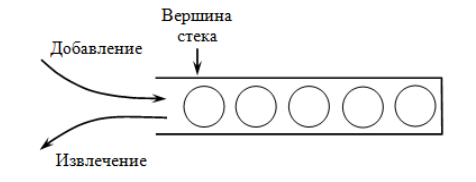 Вершина
стека
Добавление
Извлечение